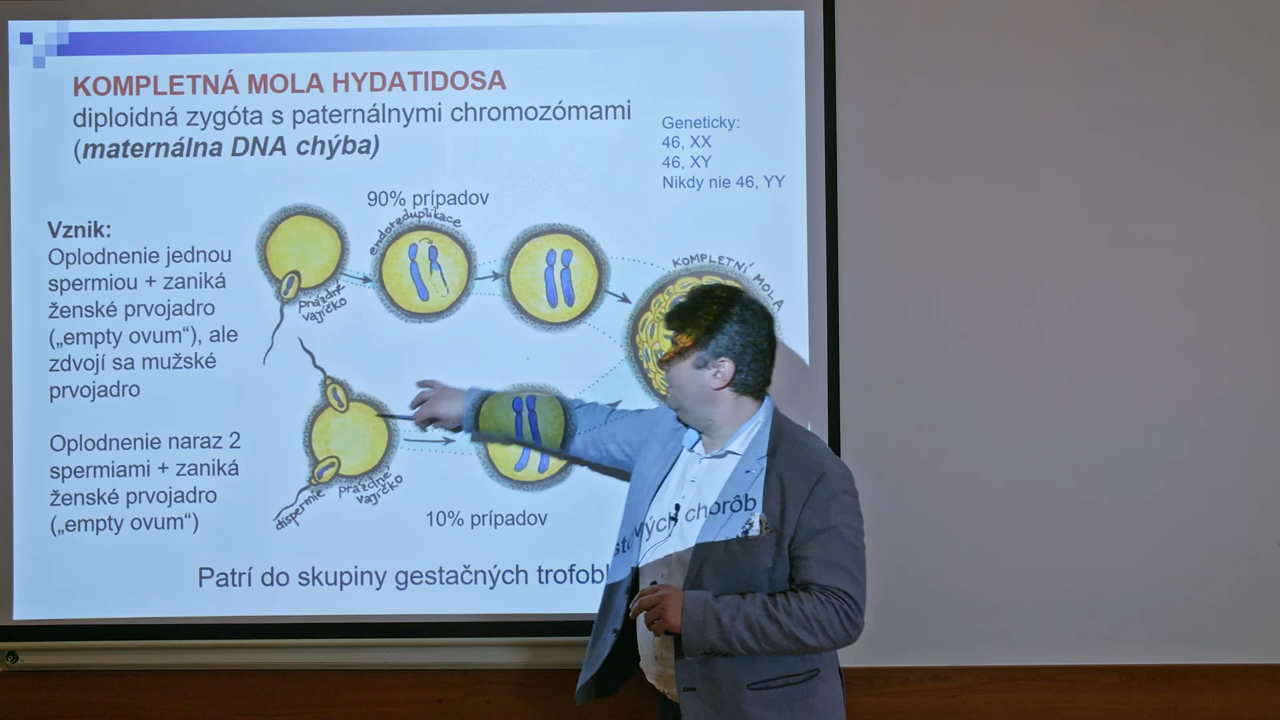 KOMPLETNÁ MOLA HYDATIDOSA
diploidná zygóta s paternálnymi chromozómami
(maternálna DNA chýba)
Geneticky:
46, XX
46, XY
Nikdy nie 46, YY
90% prípadov
endoreduplikace
prázdné
vajíčko
KOMPLETNÍ MOLA
Vznik:
Oplodnenie jednou
spermiou + zaniká
ženské prvojadro
(„empty ovum“), ale
zdvojí sa mužské
prvojadro
Oplodnenie naraz 2
spermiami + zaniká
ženské prvojadro
(„empty ovum“)
dispermie
prázdné
vajíčko
10% prípadov
Patrí do skupiny gestačných chorôb